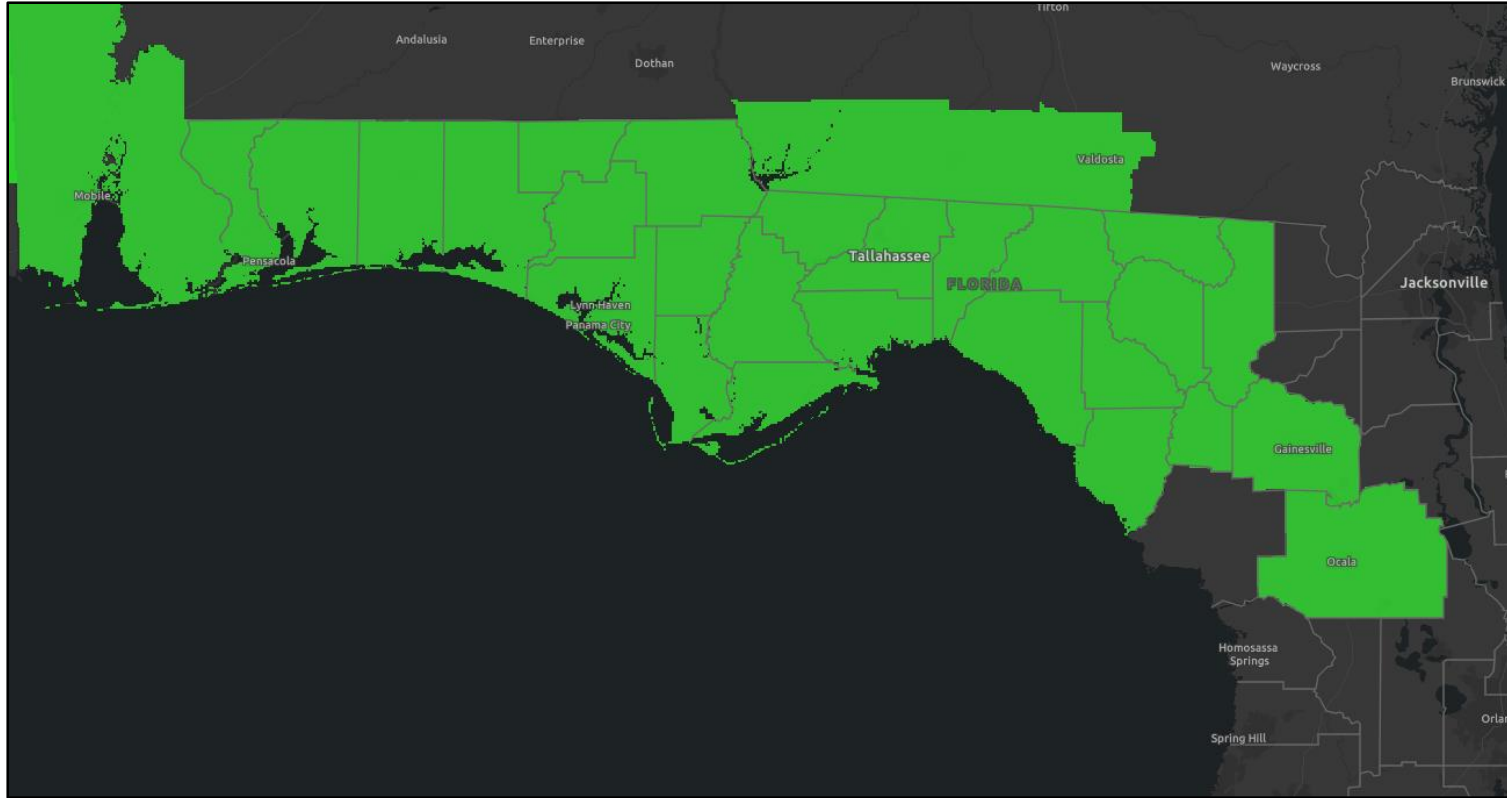 Tifton
Andalusia
Enterprise
Dothan
Waycross
Brunswick
Valdosta
Mobile
Tallahassee
Pensacola
FLORIDA
Jacksonville
Lynn Haven
Panama City
Gainesville
Ocala
Homosassa
Springs
Spring Hill
Orlan